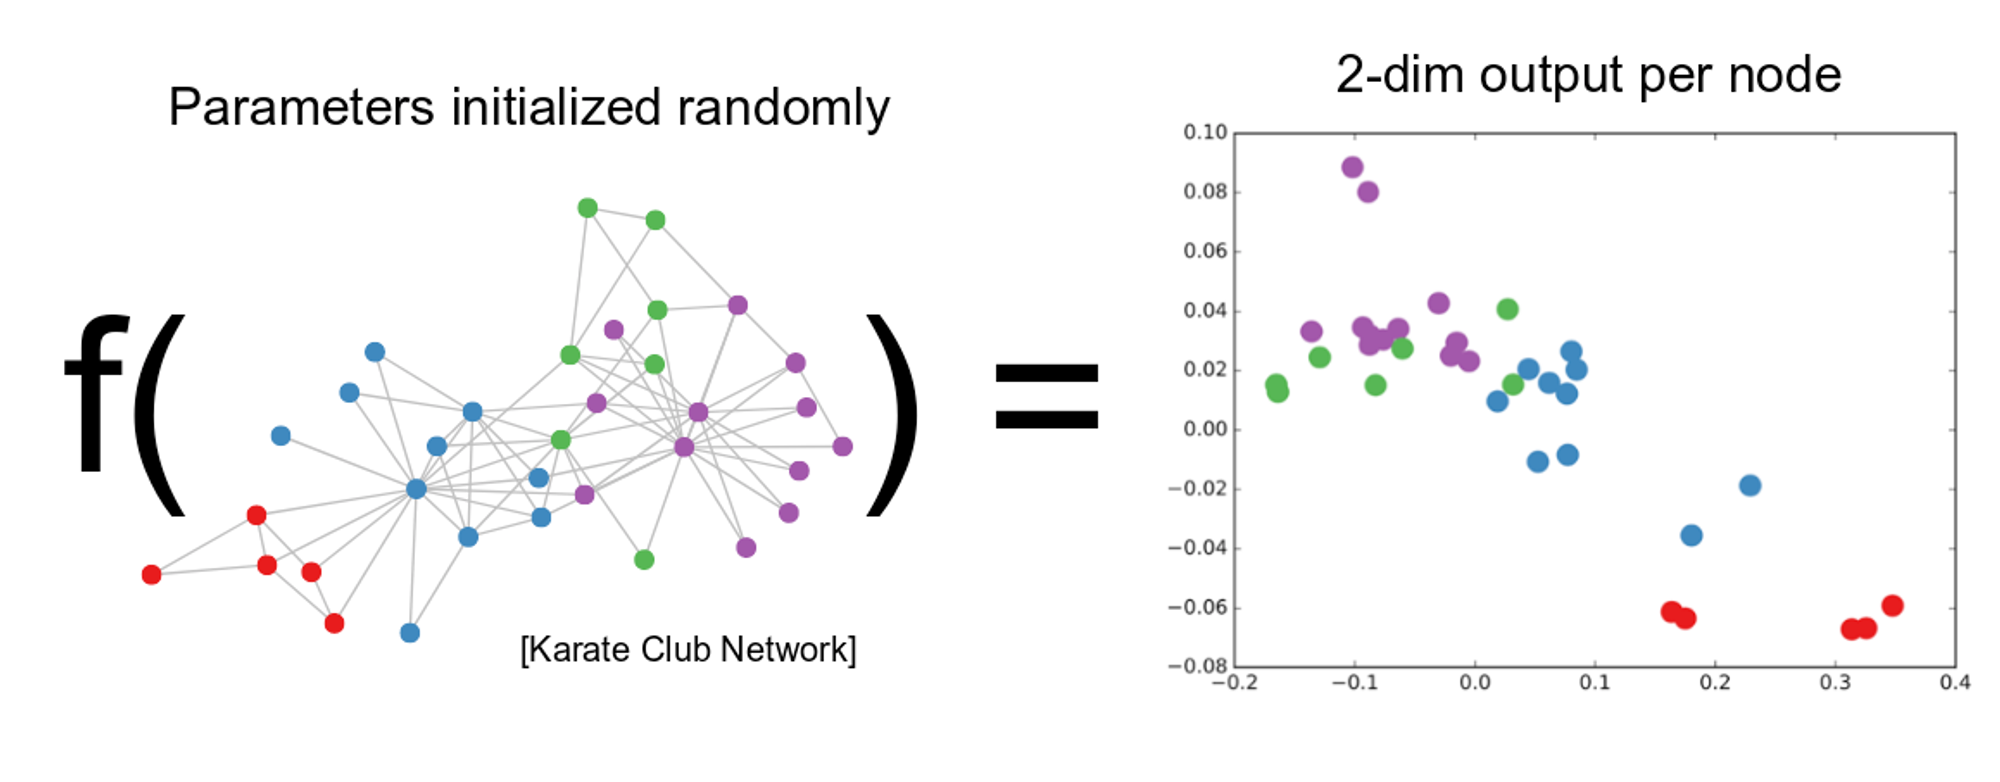 Parameters initialized randomly
f( ) =
[Karate Club Network]
2-dim output per node
0.10
0.08
0.06
0.04
0.02
0.00
−0.02
−0.04
−0.06
−0.08
−0.2 −0.1 0.0 0.1 0.2 0.3 0.4